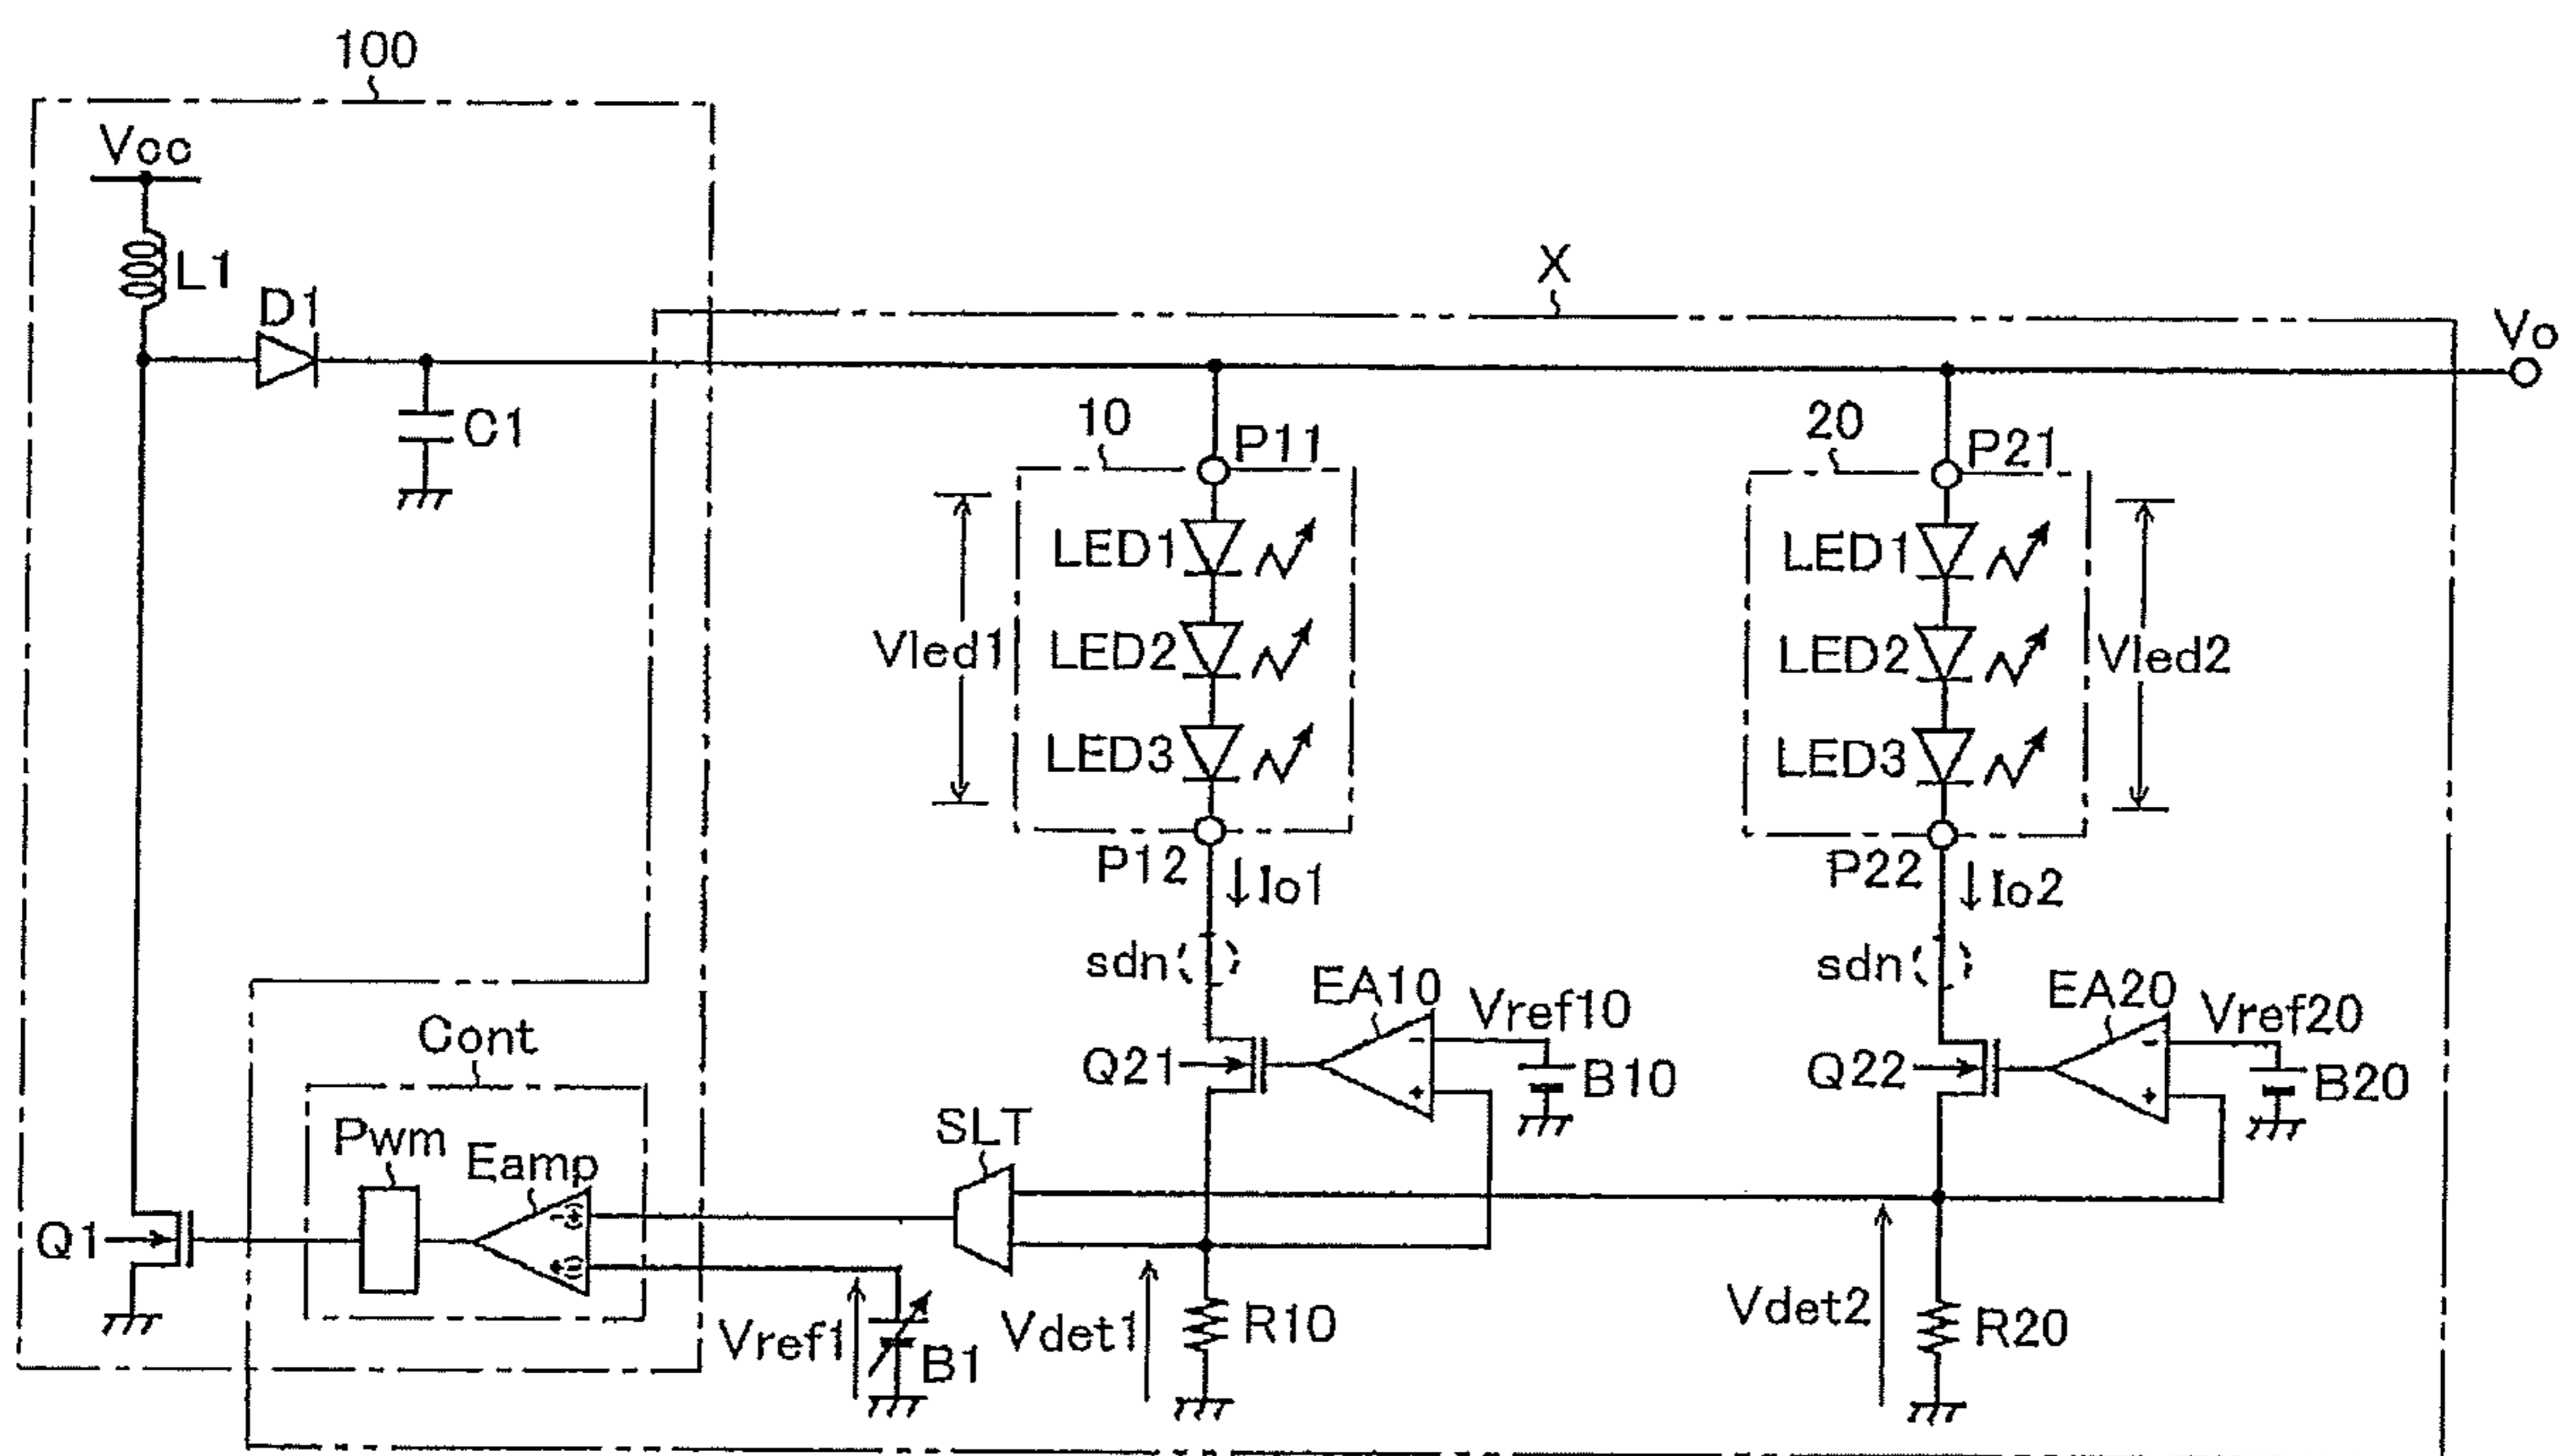 100
Vcc
L1
D1
C1
X
Vo
10
P11
LED1
LED2
LED3
Vled1
P12
Io1
sdn
20
P21
LED1
LED2
LED3
Vled2
P22
Io2
sdn
EA10
Vref10
- 
+
Q21
B10
EA20
Vref20
-
+
Q22
B20
Cont
Pwm
Eamp
-(+)
+(-)
SLT
Q1
Vref1
B1
Vdet1
R10
Vdet2
R20